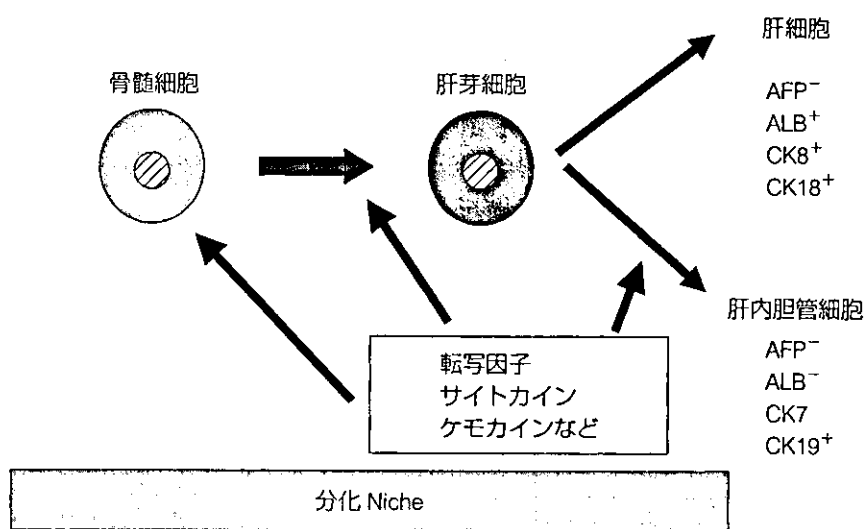 肝細胞
骨髄細胞
肝芽細胞
AFP⁻
ALB⁺
CK8⁺
CK18⁺
肝内胆管細胞
AFP⁻
ALB⁻
CK7
CK19⁺
転写因子
サイトカイン
ケモカインなど
分化 Niche